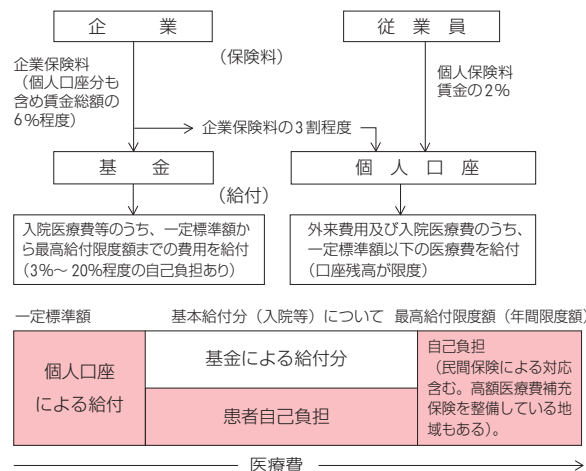 企業
従業員
（保険料）
企業保険料
（個人口座分も
含め賃金総額の
6％程度）
個人保険料
賃金の2％
企業保険料の3割程度
基金
個人口座
（給付）
入院医療費等のうち、一定標準額か
ら最高給付限度額までの費用を給付
（3％～20％程度の自己負担あり）
外来費用及び入院医療費のうち、
一定標準額以下の医療費を給付
（口座残高が限度）
一定標準額
基本給付分（入院等）について
最高給付限度額（年間限度額）
個人口座
による給付
基金による給付分
患者自己負担
自己負担
（民間保険による対応
含む。高額医療費補充
保険を整備している地
域もある）。
医療費